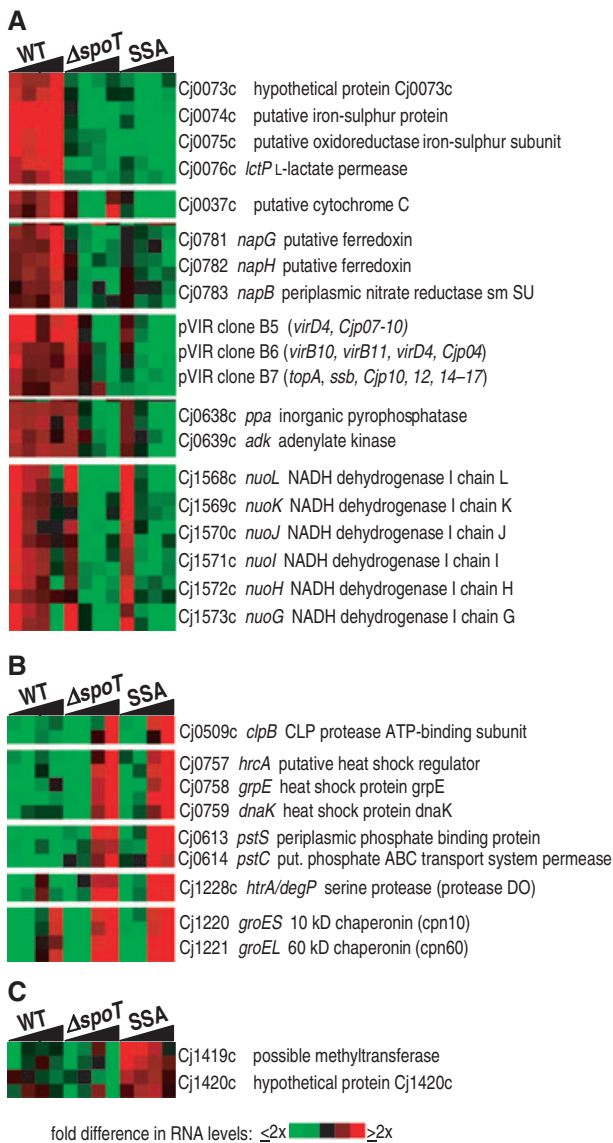 A
WT ΔspoT SSA
Cj0073c hypothetical protein Cj0073c
Cj0074c putative iron-sulphur protein
Cj0075c putative oxidoreductase iron-sulphur subunit
Cj0076c lctP L-lactate permease
Cj0037c putative cytochrome C
Cj0781 napG putative ferredoxin
Cj0782 napH putative ferredoxin
Cj0783 napB periplasmic nitrate reductase sm SU
pVIR clone B5 (virD4, Cjp07-10)
pVIR clone B6 (virB10, virB11, virD4, Cjp04)
pVIR clone B7 (topA, ssb, Cjp10, 12, 14–17)
Cj0638c ppa inorganic pyrophosphatase
Cj0639c adk adenylate kinase
Cj1568c nuoL NADH dehydrogenase I chain L
Cj1569c nuoK NADH dehydrogenase I chain K
Cj1570c nuoJ NADH dehydrogenase I chain J
Cj1571c nuoI NADH dehydrogenase I chain I
Cj1572c nuoH NADH dehydrogenase I chain H
Cj1573c nuoG NADH dehydrogenase I chain G
B
WT ΔspoT SSA
Cj0509c clpB CLP protease ATP-binding subunit
Cj0757 hrcA putative heat shock regulator
Cj0758 grpE heat shock protein grpE
Cj0759 dnaK heat shock protein dnaK
Cj0613 pstS periplasmic phosphate binding protein
Cj0614 pstC put. phosphate ABC transport system permease
Cj1228c htrA/degP serine protease (protease DO)
Cj1220 groES 10 kD chaperonin (cpn10)
Cj1221 groEL 60 kD chaperonin (cpn60)
C
WT ΔspoT SSA
Cj1419c possible methyltransferase
Cj1420c hypothetical protein Cj1420c
fold difference in RNA levels: ≤2x ≥2x